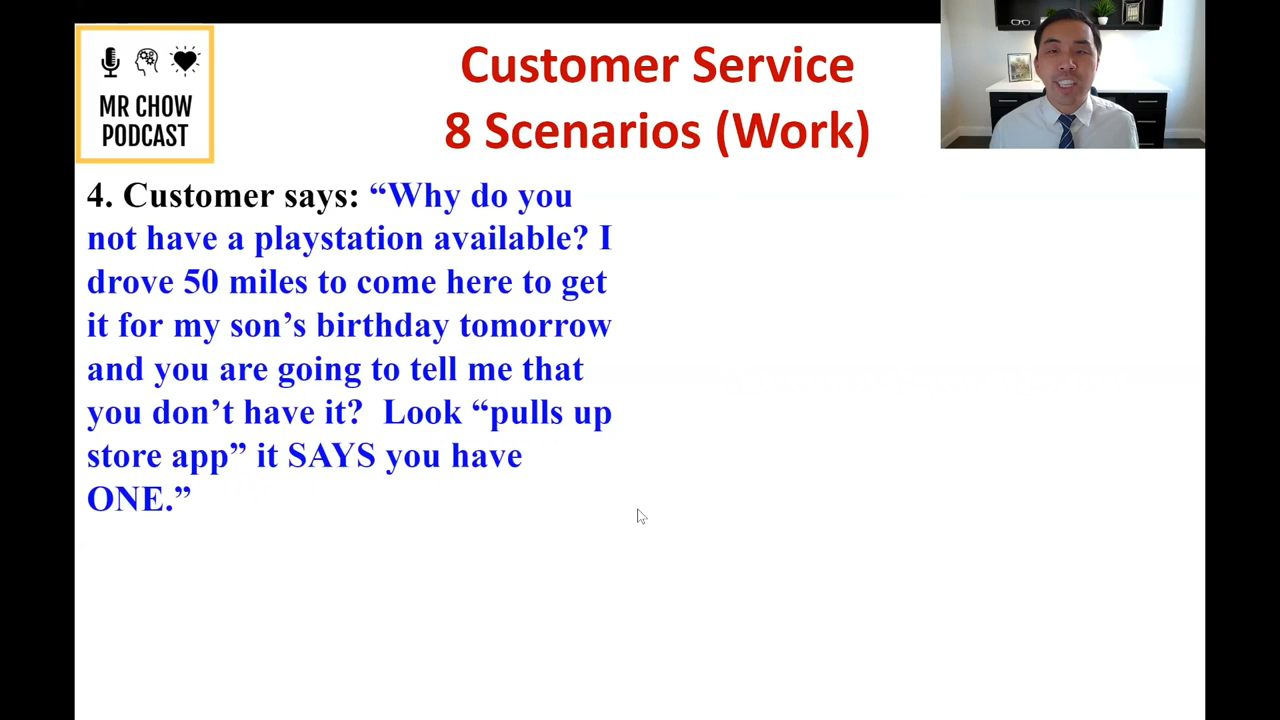 MR CHOW
PODCAST
Customer Service
8 Scenarios (Work)
4. Customer says: “Why do you
not have a playstation available? I
drove 50 miles to come here to get
it for my son’s birthday tomorrow
and you are going to tell me that
you don’t have it?  Look “pulls up
store app” it SAYS you have
ONE.”